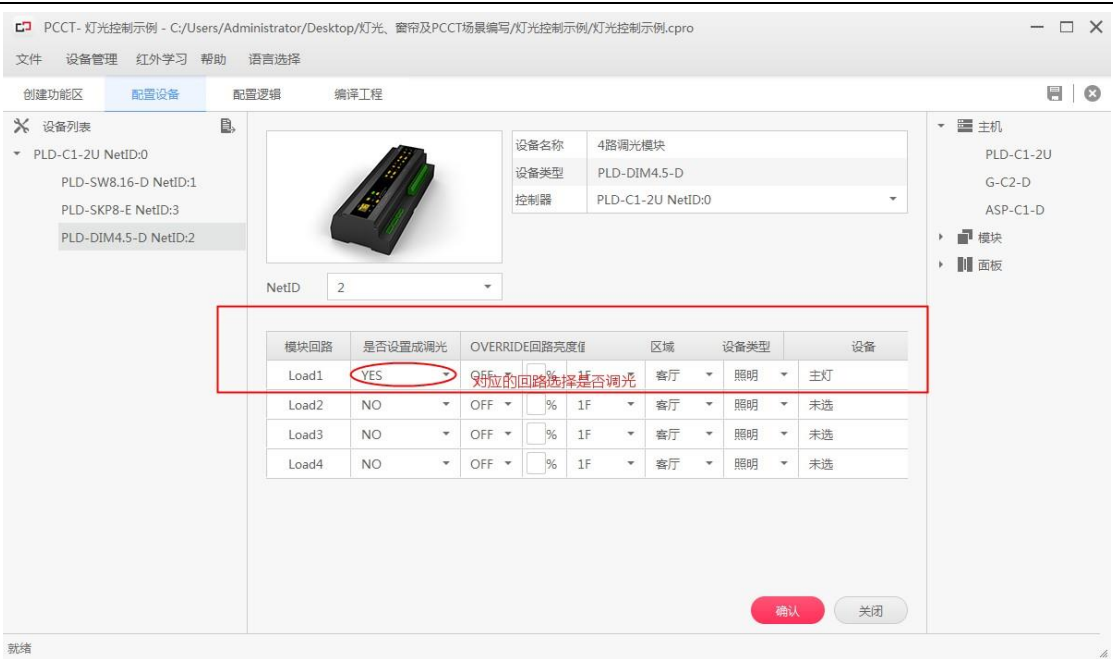 PCCT- 灯光控制示例 - C:/Users/Administrator/Desktop/灯光、窗帘及PCCT场景编写/灯光控制示例/灯光控制示例.cpro
文件 设备管理 红外学习 帮助 语言选择
创建功能区 配置设备 配置逻辑 编译工程
设备列表
PLD-C1-2U NetID:0
PLD-SW8.16-D NetID:1
PLD-SKP8-E NetID:3
PLD-DIM4.5-D NetID:2
设备名称 4路调光模块
设备类型 PLD-DIM4.5-D
控制器 PLD-C1-2U NetID:0
NetID 2
模块回路 是否设置成调光 OVERRIDE回路亮度值 区域 设备类型 设备
Load1 YES OFF % 1F 客厅 照明 主灯
对应的回路选择是否调光
Load2 NO OFF % 1F 客厅 照明 未选
Load3 NO OFF % 1F 客厅 照明 未选
Load4 NO OFF % 1F 客厅 照明 未选
确认 关闭
主机
PLD-C1-2U
G-C2-D
ASP-C1-D
模块
面板
就绪